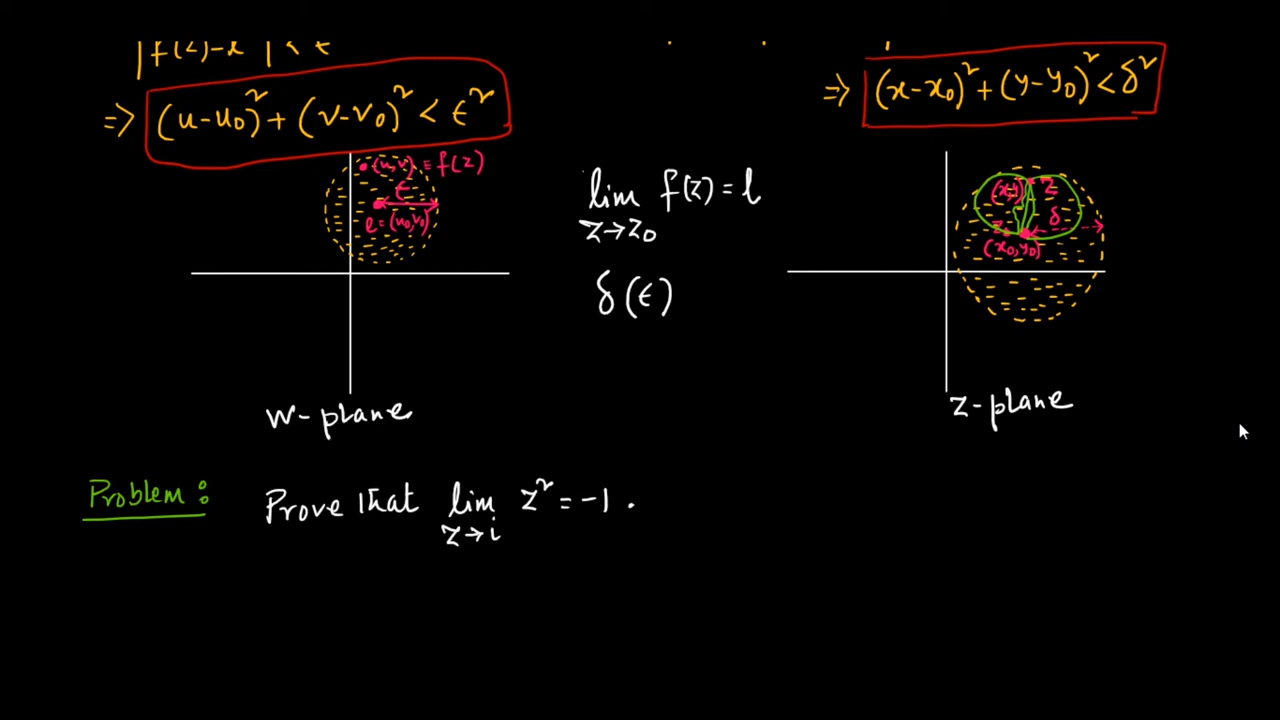 |f(z)-l| < ϵ
⇒ (u-u₀)² + (v-v₀)² < ϵ²
⇒ (x-x₀)² + (y-y₀)² < δ²
(u,v) ≡ f(z)
ϵ
l=(u₀,v₀)
lim f(z) = l
z→z₀
δ(ϵ)
(x,y) z
δ
z₀
(x₀,y₀)
w-plane
z-plane
Problem: Prove that lim z² = -1 .
z→i